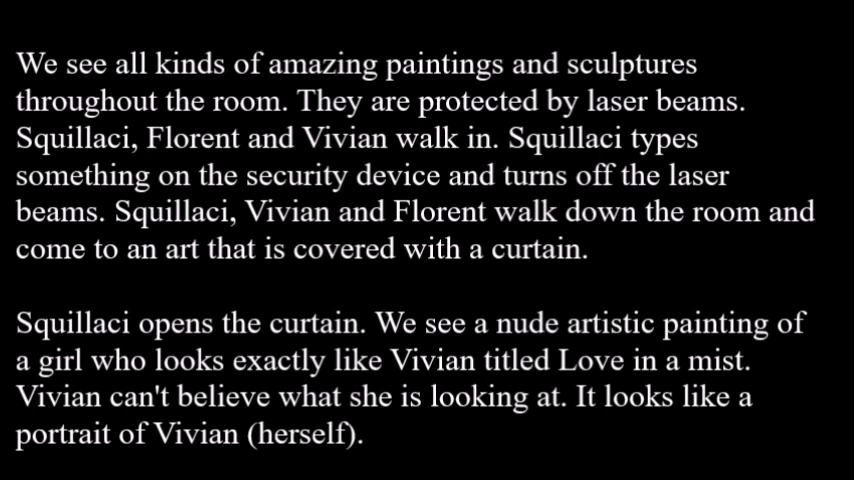 We see all kinds of amazing paintings and sculptures
throughout the room. They are protected by laser beams.
Squillaci, Florent and Vivian walk in. Squillaci types
something on the security device and turns off the laser
beams. Squillaci, Vivian and Florent walk down the room and
come to an art that is covered with a curtain.
Squillaci opens the curtain. We see a nude artistic painting of
a girl who looks exactly like Vivian titled Love in a mist.
Vivian can't believe what she is looking at. It looks like a
portrait of Vivian (herself).